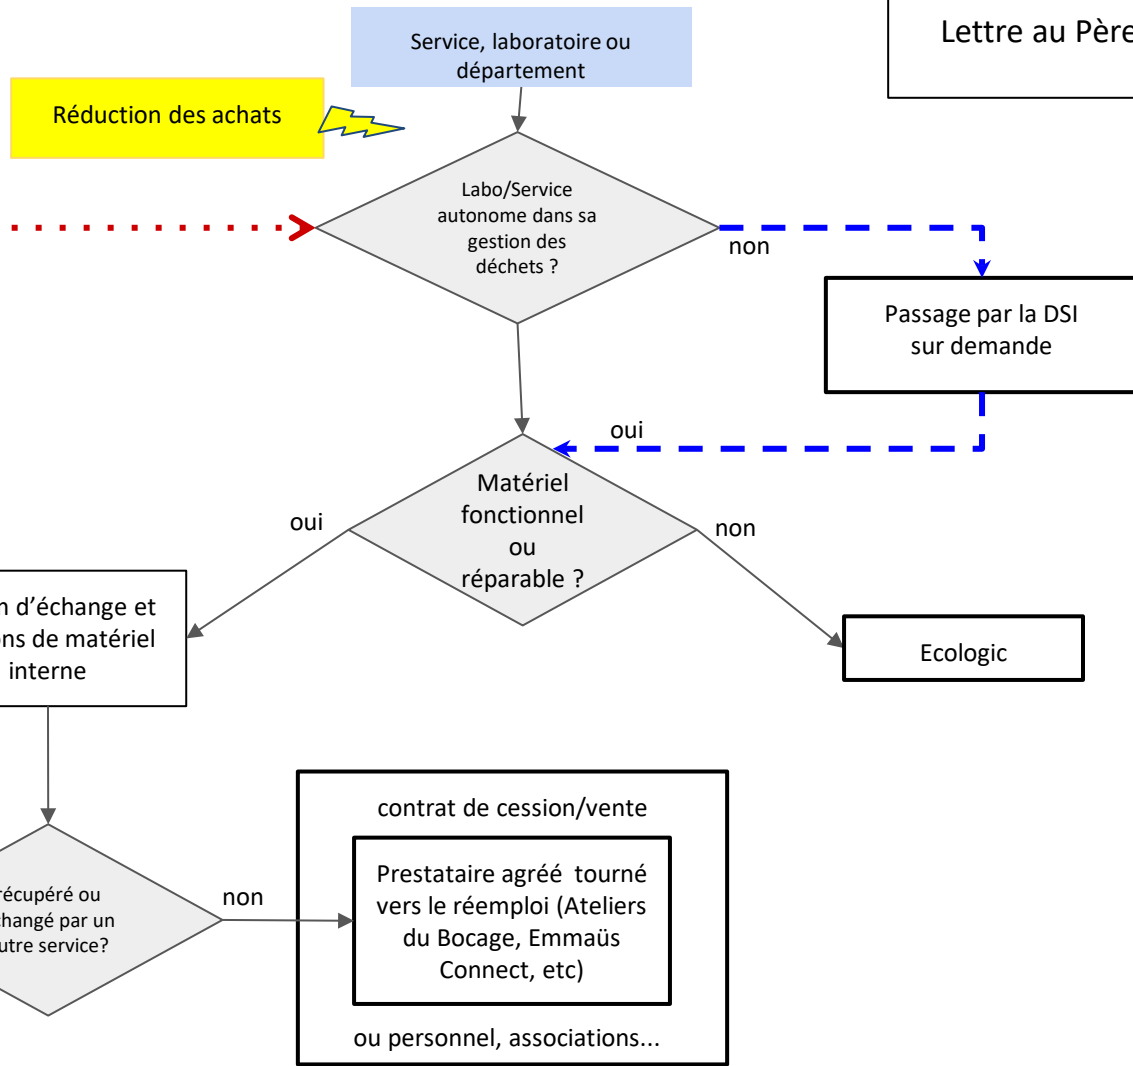 Lettre au Père
Service, laboratoire ou
département
Réduction des achats
Labo/Service
autonome dans sa
gestion des
déchets ?
non
Passage par la DSI
sur demande
oui
Matériel
fonctionnel
ou
réparable ?
oui
non
d'échange et
de matériel
interne
Ecologic
contrat de cession/vente
Prestataire agréé tourné
vers le réemploi (Ateliers
du Bocage, Emmaüs
Connect, etc)
ou personnel, associations...
récupéré ou
par un
service?
non